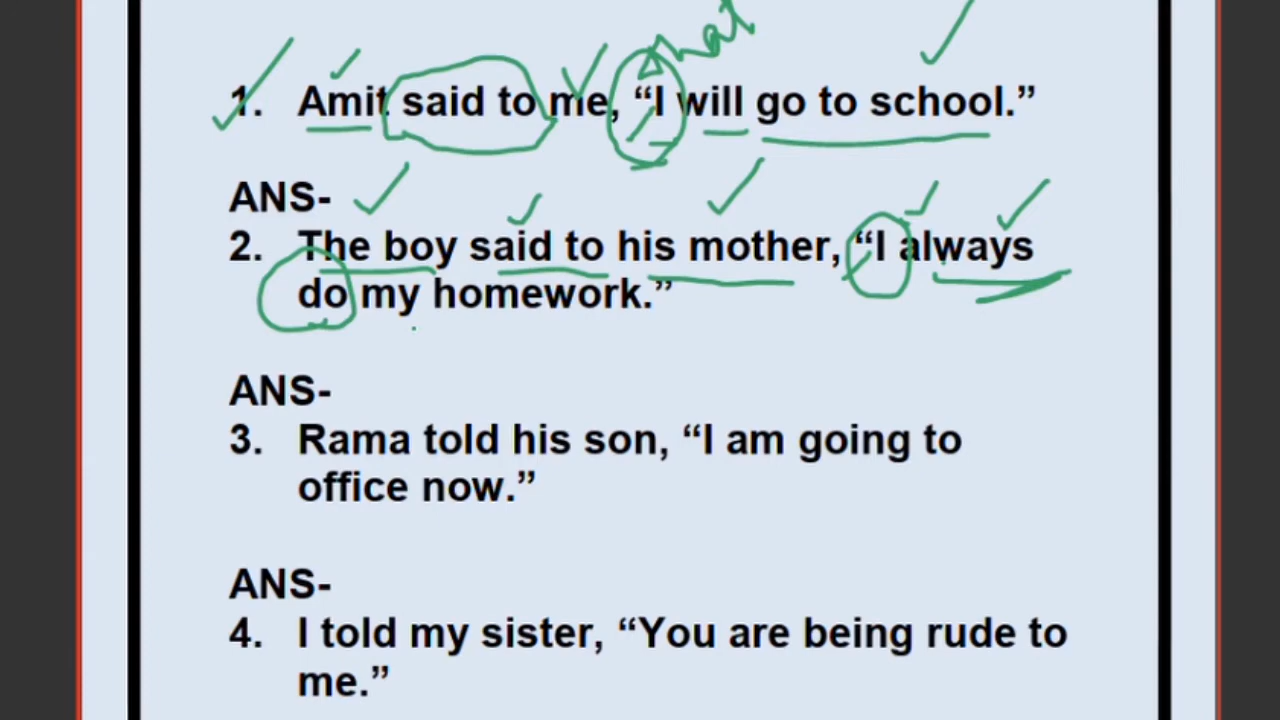 that
1. Amit said to me, “I will go to school.”
ANS-
2. The boy said to his mother, “I always
do my homework.”
ANS-
3. Rama told his son, “I am going to
office now.”
ANS-
4. I told my sister, “You are being rude to
me.”